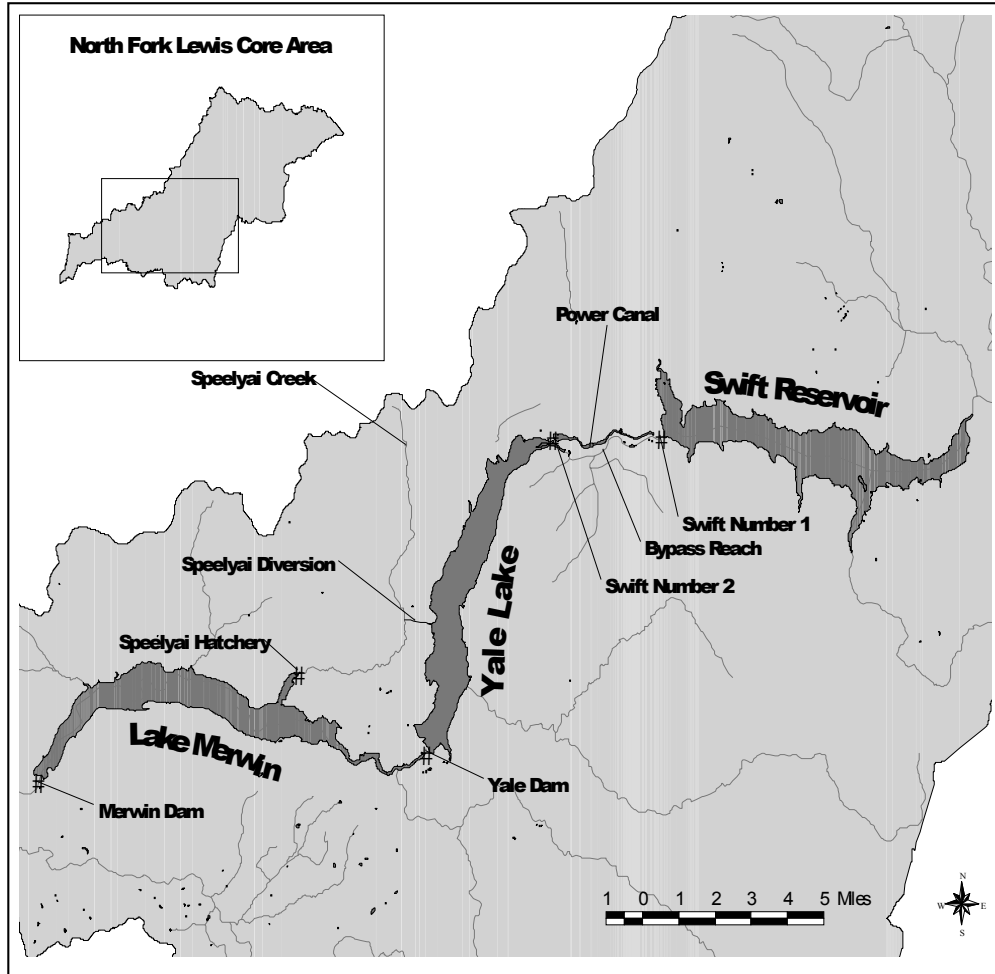 North Fork Lewis Core Area
Power Canal
Speelyai Creek
Swift Reservoir
Swift Number 1
Bypass Reach
Speelyai Diversion
Swift Number 2
Yale Lake
Speelyai Hatchery
Lake Merwin
Yale Dam
Merwin Dam
1 0 1 2 3 4 5 Miles
N
W E
S